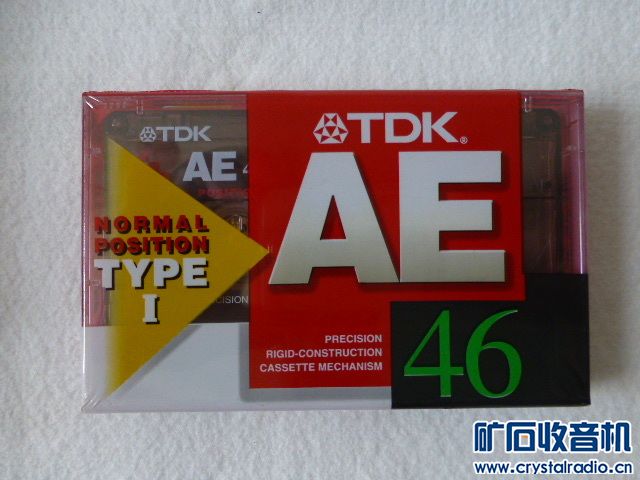 TDK
AE 4
NORMAL
POSITION
TYPE
I
TDK®
AE
PRECISION
RIGID-CONSTRUCTION
CASSETTE MECHANISM
46
矿石收音机
www.crystalradio.cn